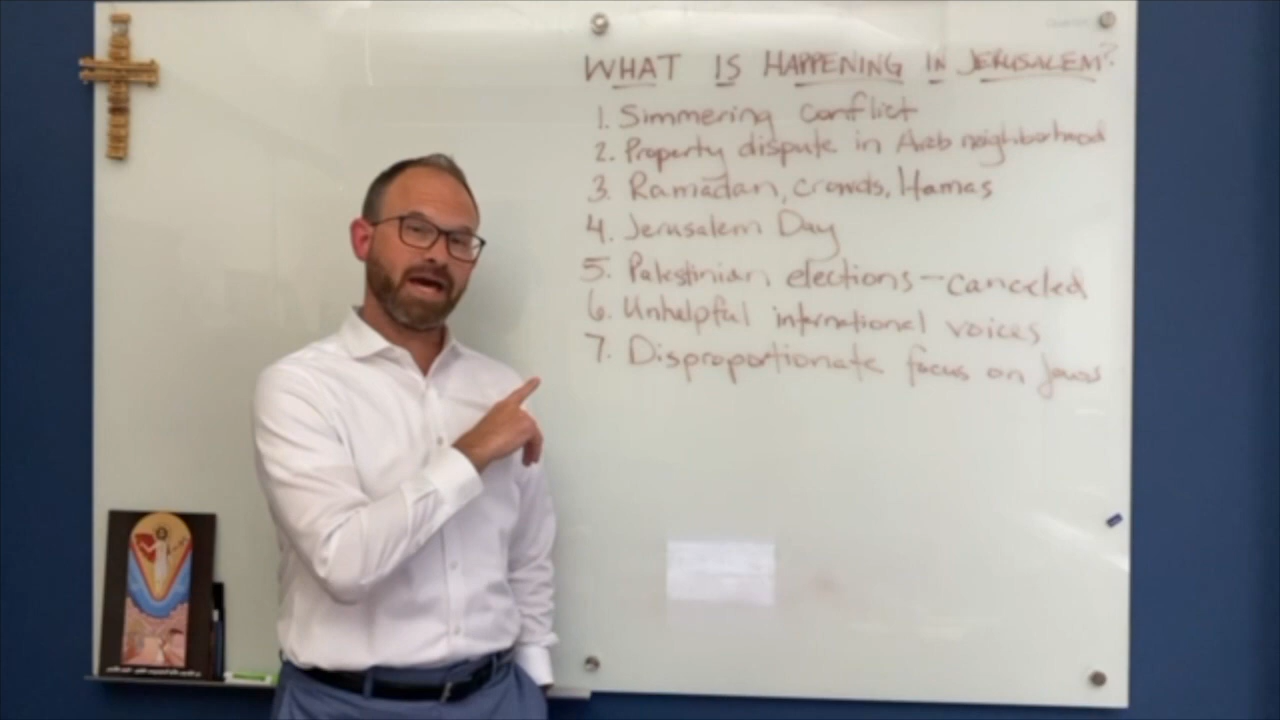 WHAT IS HAPPENING IN JERUSALEM?
1. Simmering conflict
2. Property dispute in Arab neighborhood
3. Ramadan, crowds, Hamas
4. Jerusalem Day
5. Palestinian elections – canceled
6. Unhelpful international voices
7. Disproportionate focus on Jews